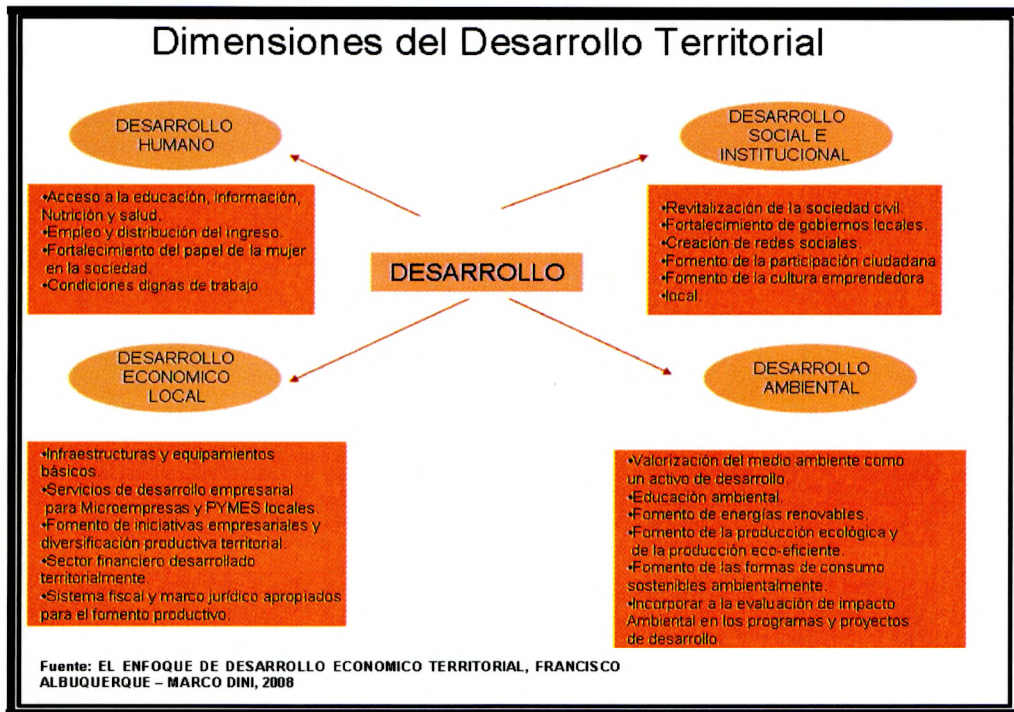 Dimensiones del Desarrollo Territorial
DESARROLLO
HUMANO
•Acceso a la educación, información,
Nutrición y salud.
•Empleo y distribución del ingreso.
•Fortalecimiento del papel de la mujer
en la sociedad.
•Condiciones dignas de trabajo
DESARROLLO
SOCIAL E
INSTITUCIONAL
•Revitalización de la sociedad civil.
•Fortalecimiento de gobiernos locales.
•Creación de redes sociales.
•Fomento de la participación ciudadana
•Fomento de la cultura emprendedora
•local.
DESARROLLO
DESARROLLO
ECONOMICO
LOCAL
•Infraestructuras y equipamientos
básicos.
•Servicios de desarrollo empresarial
para Microempresas y PYMES locales.
•Fomento de iniciativas empresariales y
diversificación productiva territorial.
•Sector financiero desarrollado
territorialmente
•Sistema fiscal y marco jurídico apropiados
para el fomento productivo.
DESARROLLO
AMBIENTAL
•Valorización del medio ambiente como
un activo de desarrollo
•Educación ambiental.
•Fomento de energías renovables.
•Fomento de la producción ecológica y
de la producción eco-eficiente.
•Fomento de las formas de consumo
sostenibles ambientalmente.
•Incorporar a la evaluación de impacto
Ambiental en los programas y proyectos
de desarrollo.
Fuente: EL ENFOQUE DE DESARROLLO ECONOMICO TERRITORIAL, FRANCISCO
ALBUQUERQUE – MARCO DINI, 2008